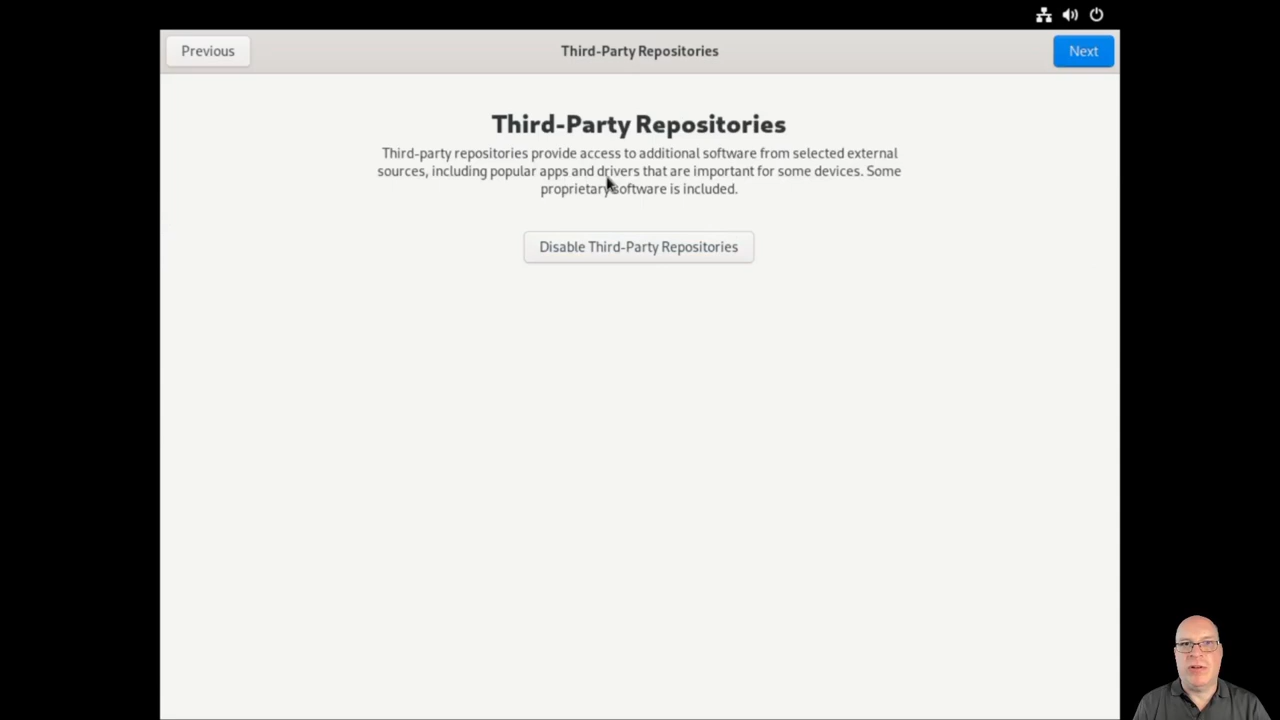 Previous
Third-Party Repositories
Next
Third-Party Repositories
Third-party repositories provide access to additional software from selected external
sources, including popular apps and drivers that are important for some devices. Some
proprietary software is included.
Disable Third-Party Repositories